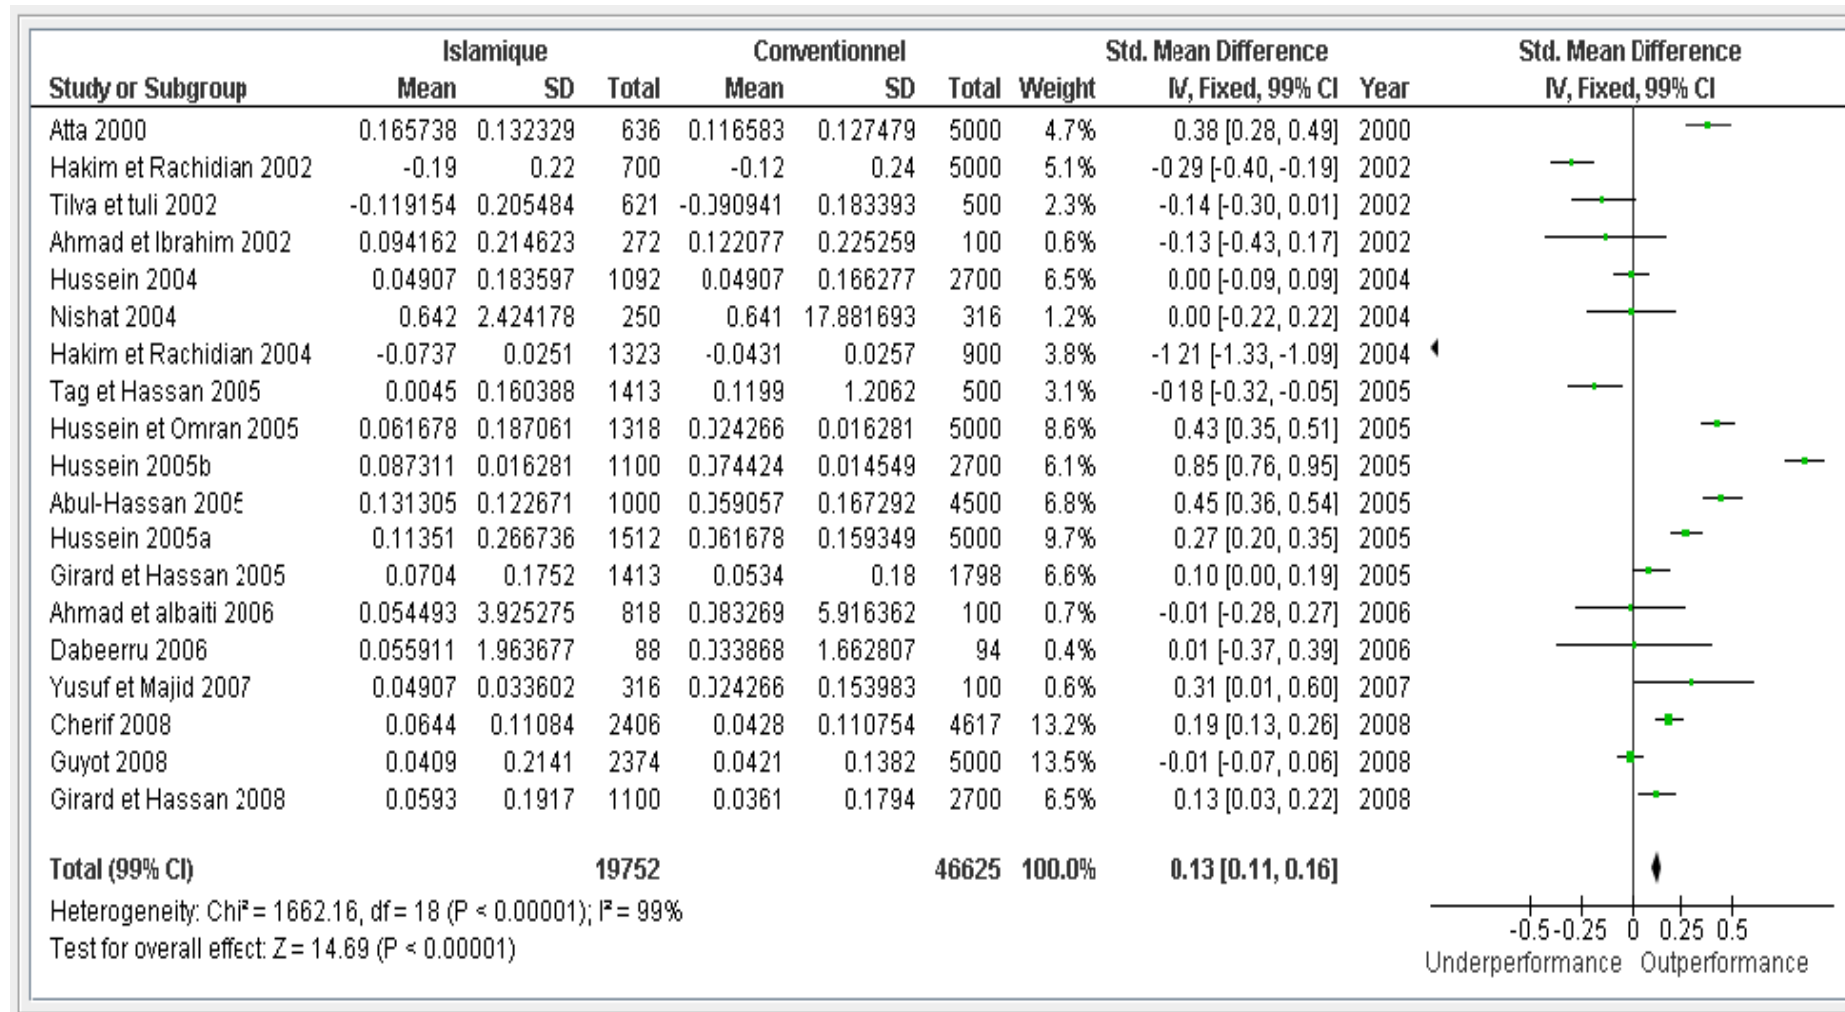 Islamique Conventionnel Std. Mean Difference Std. Mean Difference
Study or Subgroup Mean SD Total Mean SD Total Weight IV, Fixed, 99% CI Year IV, Fixed, 99% CI
Atta 2000 0.165738 0.132329 636 0.116583 0.127479 5000 4.7% 0.38 [0.28, 0.49] 2000
Hakim et Rachidian 2002 -0.19 0.22 700 -0.12 0.24 5000 5.1% -0.29 [-0.40, -0.19] 2002
Tilva et tuli 2002 -0.119154 0.205484 621 -0.090941 0.183393 500 2.3% -0.14 [-0.30, 0.01] 2002
Ahmad et Ibrahim 2002 0.094162 0.214623 272 0.122077 0.225259 100 0.6% -0.13 [-0.43, 0.17] 2002
Hussein 2004 0.04907 0.183597 1092 0.04907 0.166277 2700 6.5% 0.00 [-0.09, 0.09] 2004
Nishat 2004 0.642 2.424178 250 0.641 17.881693 316 1.2% 0.00 [-0.22, 0.22] 2004
Hakim et Rachidian 2004 -0.0737 0.0251 1323 -0.0431 0.0257 900 3.8% -1.21 [-1.33, -1.09] 2004
Tag et Hassan 2005 0.0045 0.160388 1413 0.1199 1.2062 500 3.1% -0.18 [-0.32, -0.05] 2005
Hussein et Omran 2005 0.061678 0.187061 1318 0.024266 0.016281 5000 8.6% 0.43 [0.35, 0.51] 2005
Hussein 2005b 0.087311 0.016281 1100 0.074424 0.014549 2700 6.1% 0.85 [0.76, 0.95] 2005
Abul-Hassan 2005 0.131305 0.122671 1000 0.059057 0.167292 4500 6.8% 0.45 [0.36, 0.54] 2005
Hussein 2005a 0.11351 0.266736 1512 0.061678 0.159349 5000 9.7% 0.27 [0.20, 0.35] 2005
Girard et Hassan 2005 0.0704 0.1752 1413 0.0534 0.18 1798 6.6% 0.10 [0.00, 0.19] 2005
Ahmad et albaiti 2006 0.054493 3.925275 818 0.083269 5.916362 100 0.7% -0.01 [-0.28, 0.27] 2006
Dabeerru 2006 0.055911 1.963677 88 0.033868 1.662807 94 0.4% 0.01 [-0.37, 0.39] 2006
Yusuf et Majid 2007 0.04907 0.033602 316 0.024266 0.153983 100 0.6% 0.31 [0.01, 0.60] 2007
Cherif 2008 0.0644 0.11084 2406 0.0428 0.110754 4617 13.2% 0.19 [0.13, 0.26] 2008
Guyot 2008 0.0409 0.2141 2374 0.0421 0.1382 5000 13.5% -0.01 [-0.07, 0.06] 2008
Girard et Hassan 2008 0.0593 0.1917 1100 0.0361 0.1794 2700 6.5% 0.13 [0.03, 0.22] 2008
Total (99% CI) 19752 46625 100.0% 0.13 [0.11, 0.16]
Heterogeneity: Chi² = 1662.16, df = 18 (P < 0.00001); I² = 99%
Test for overall effect: Z = 14.69 (P < 0.00001)
-0.5 -0.25 0 0.25 0.5
Underperformance Outperformance